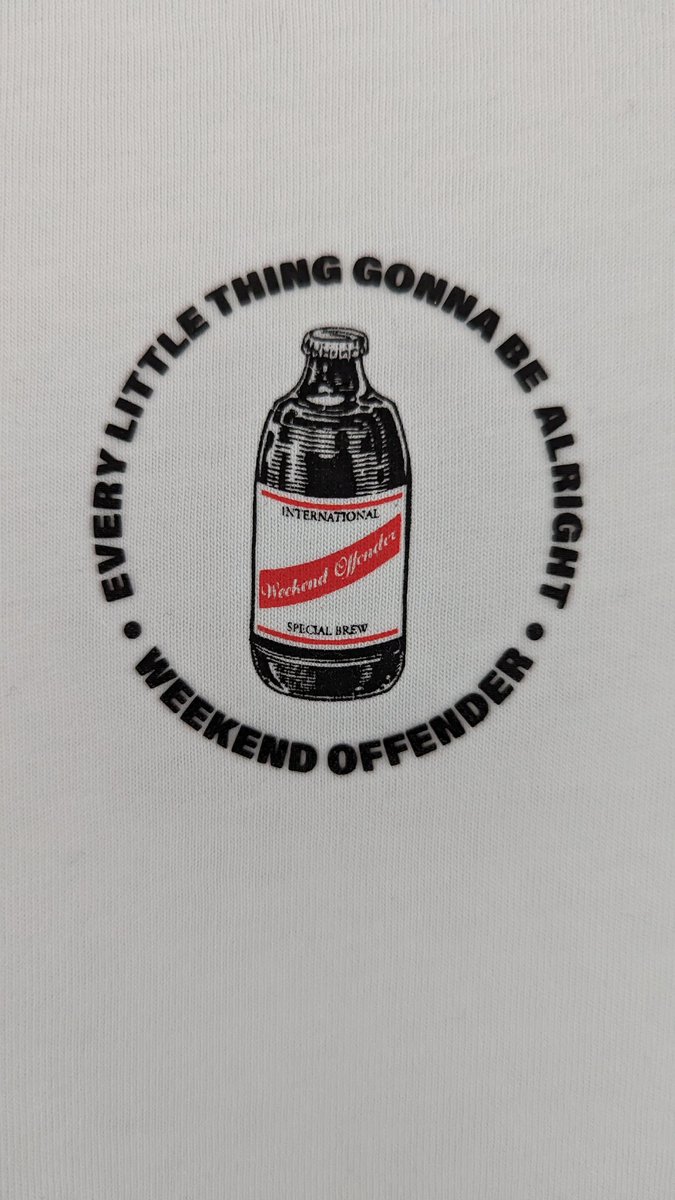 EVERY LITTLE THING GONNA BE ALRIGHT
INTERNATIONAL
Weekend Offender
SPECIAL BREW
• WEEKEND OFFENDER •